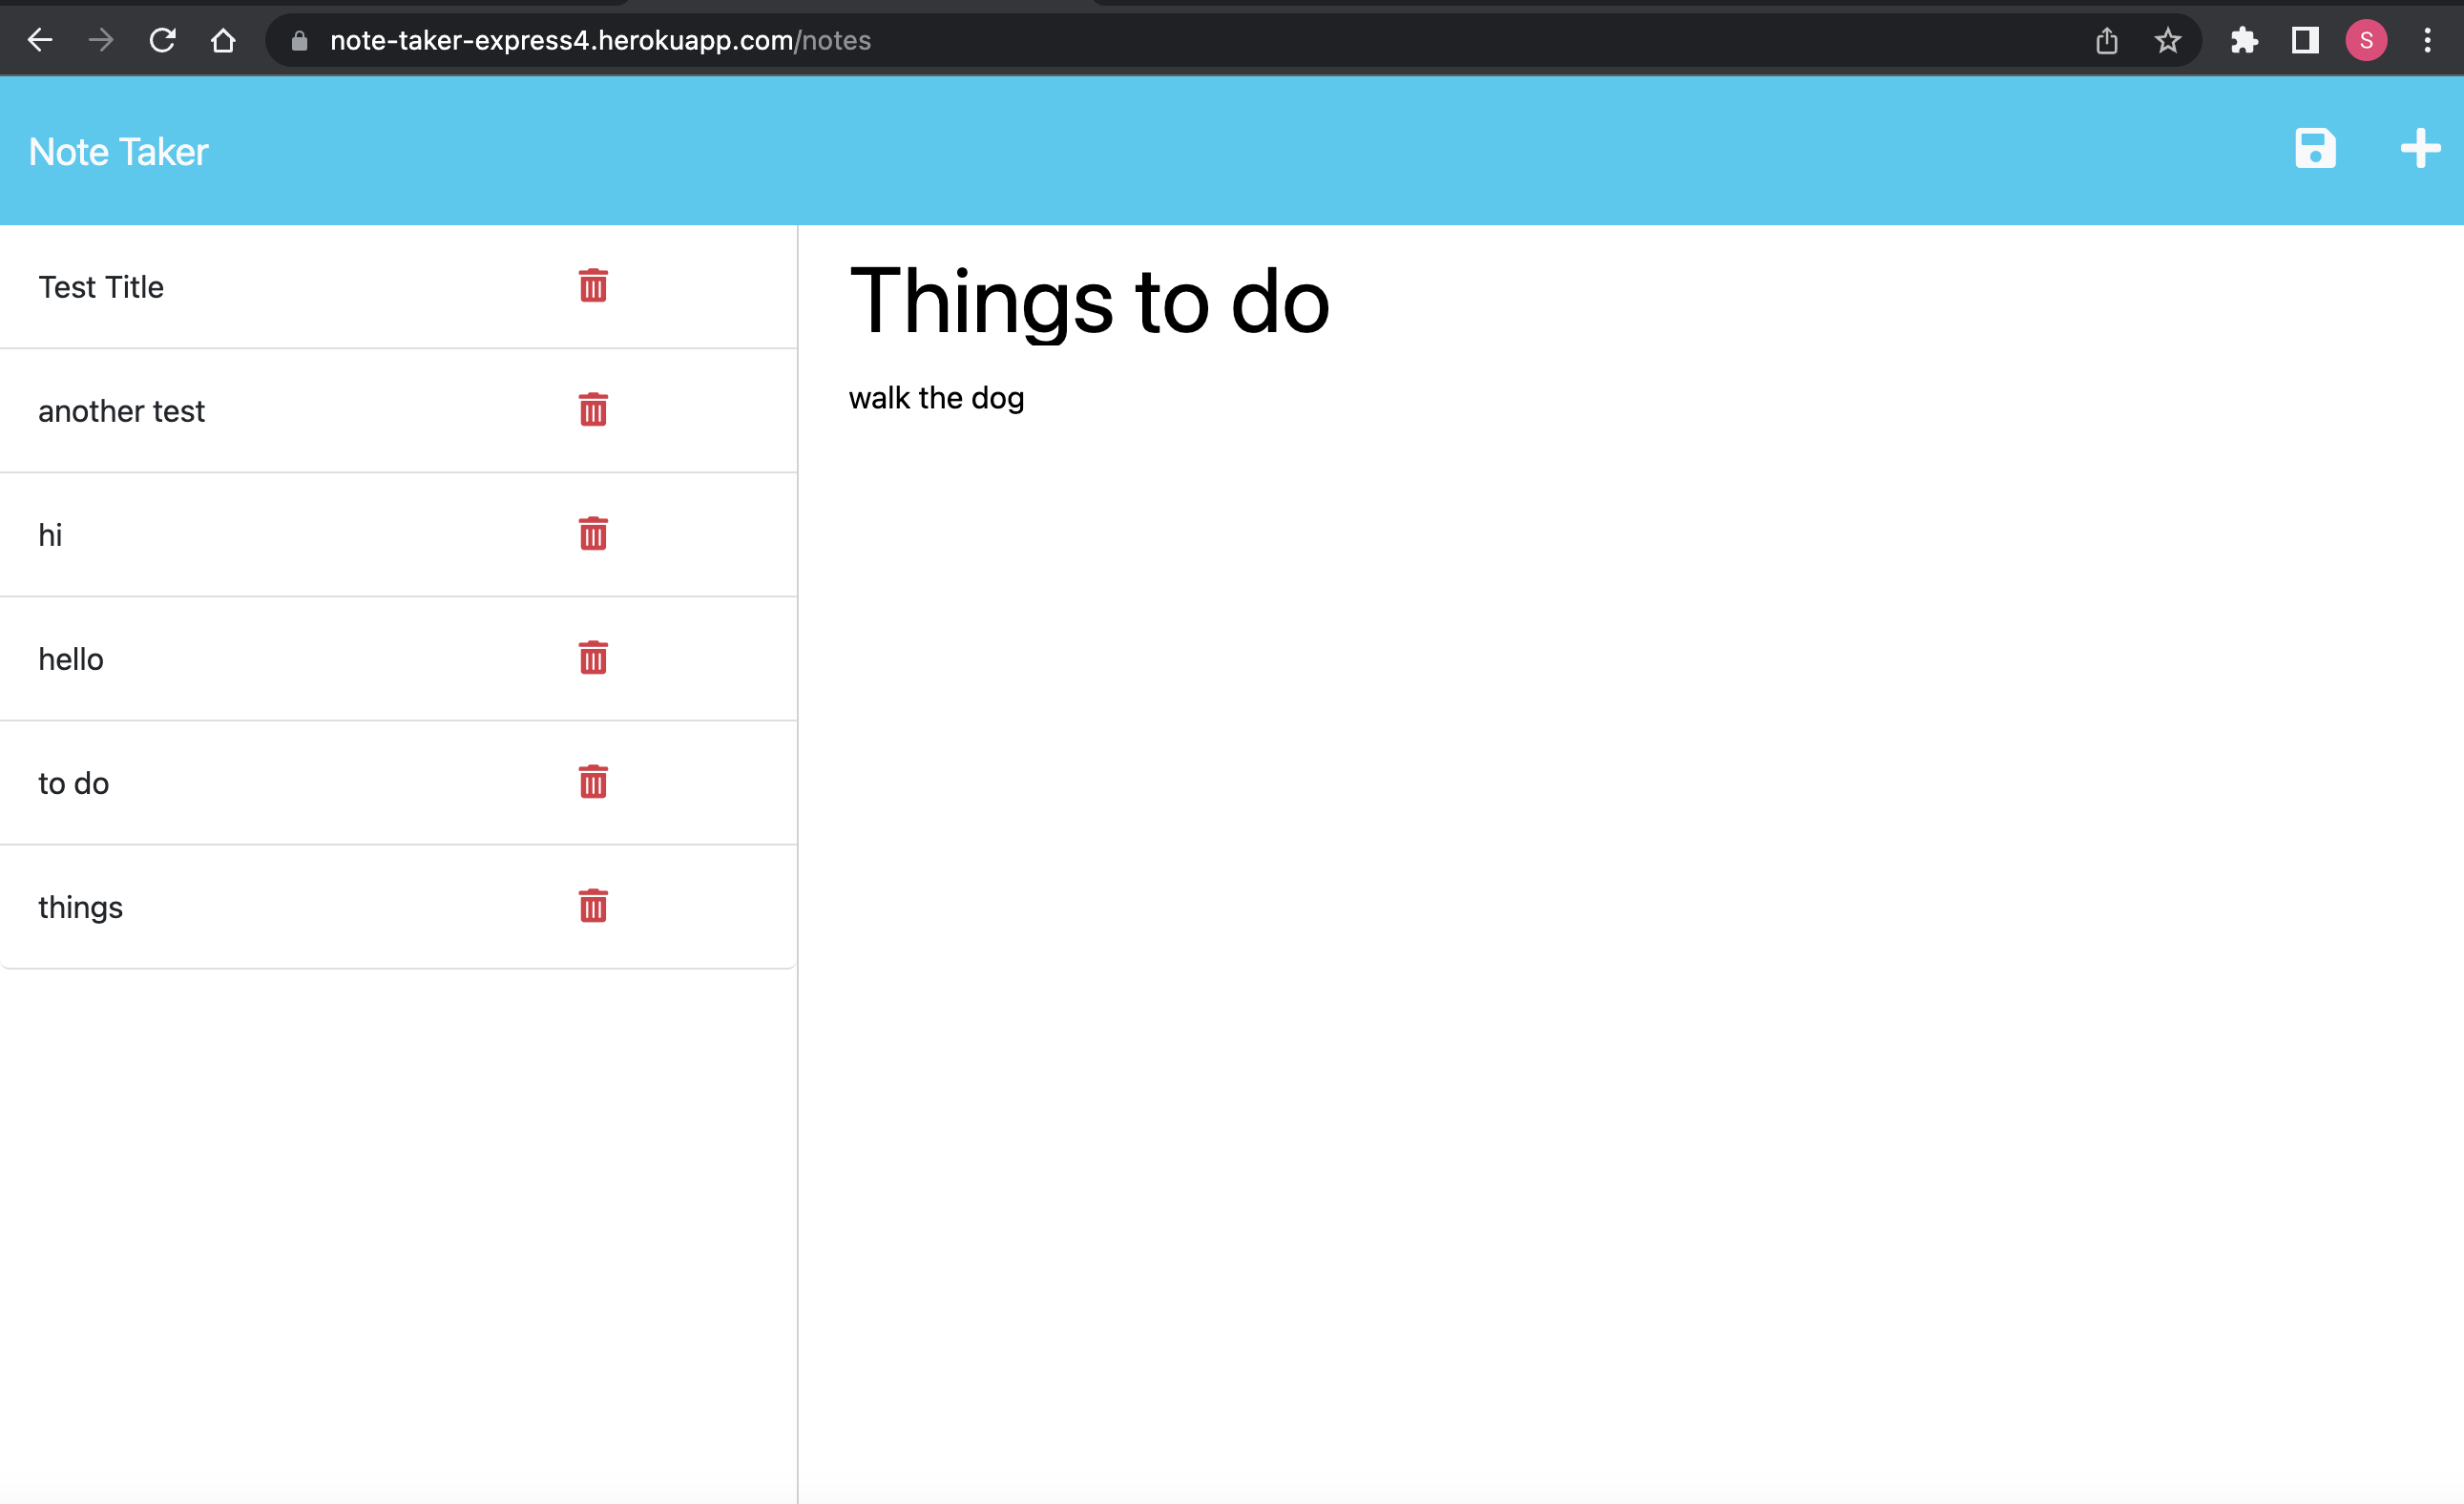 note-taker-express4.herokuapp.com/notes
S
Note Taker
Test Title
another test
hi
hello
to do
things
Things to do
walk the dog